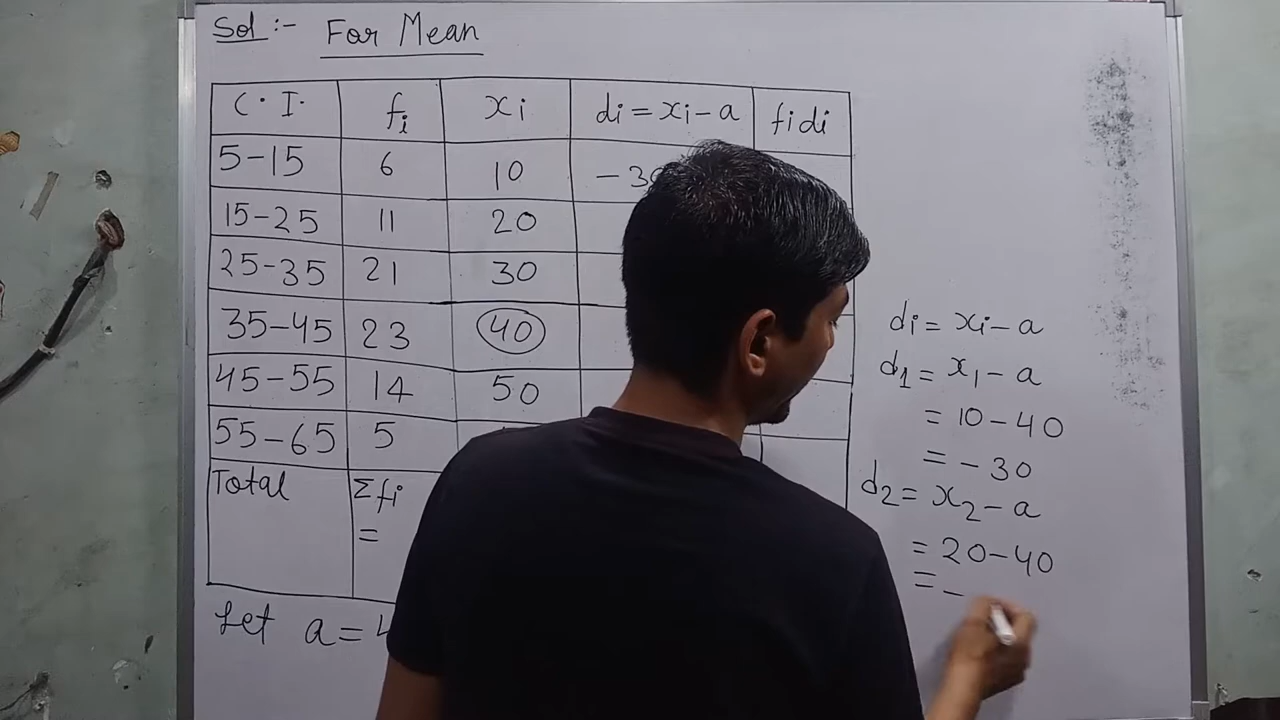 Sol :- For Mean
C.I. fi xi di = xi - a fidi
5-15 6 10 -30
15-25 11 20
25-35 21 30
35-45 23 40
45-55 14 50
55-65 5
Total Σfi
=
Let a =
di = xi - a
d1 = x1 - a
= 10 - 40
= -30
d2 = x2 - a
= 20 - 40
= -